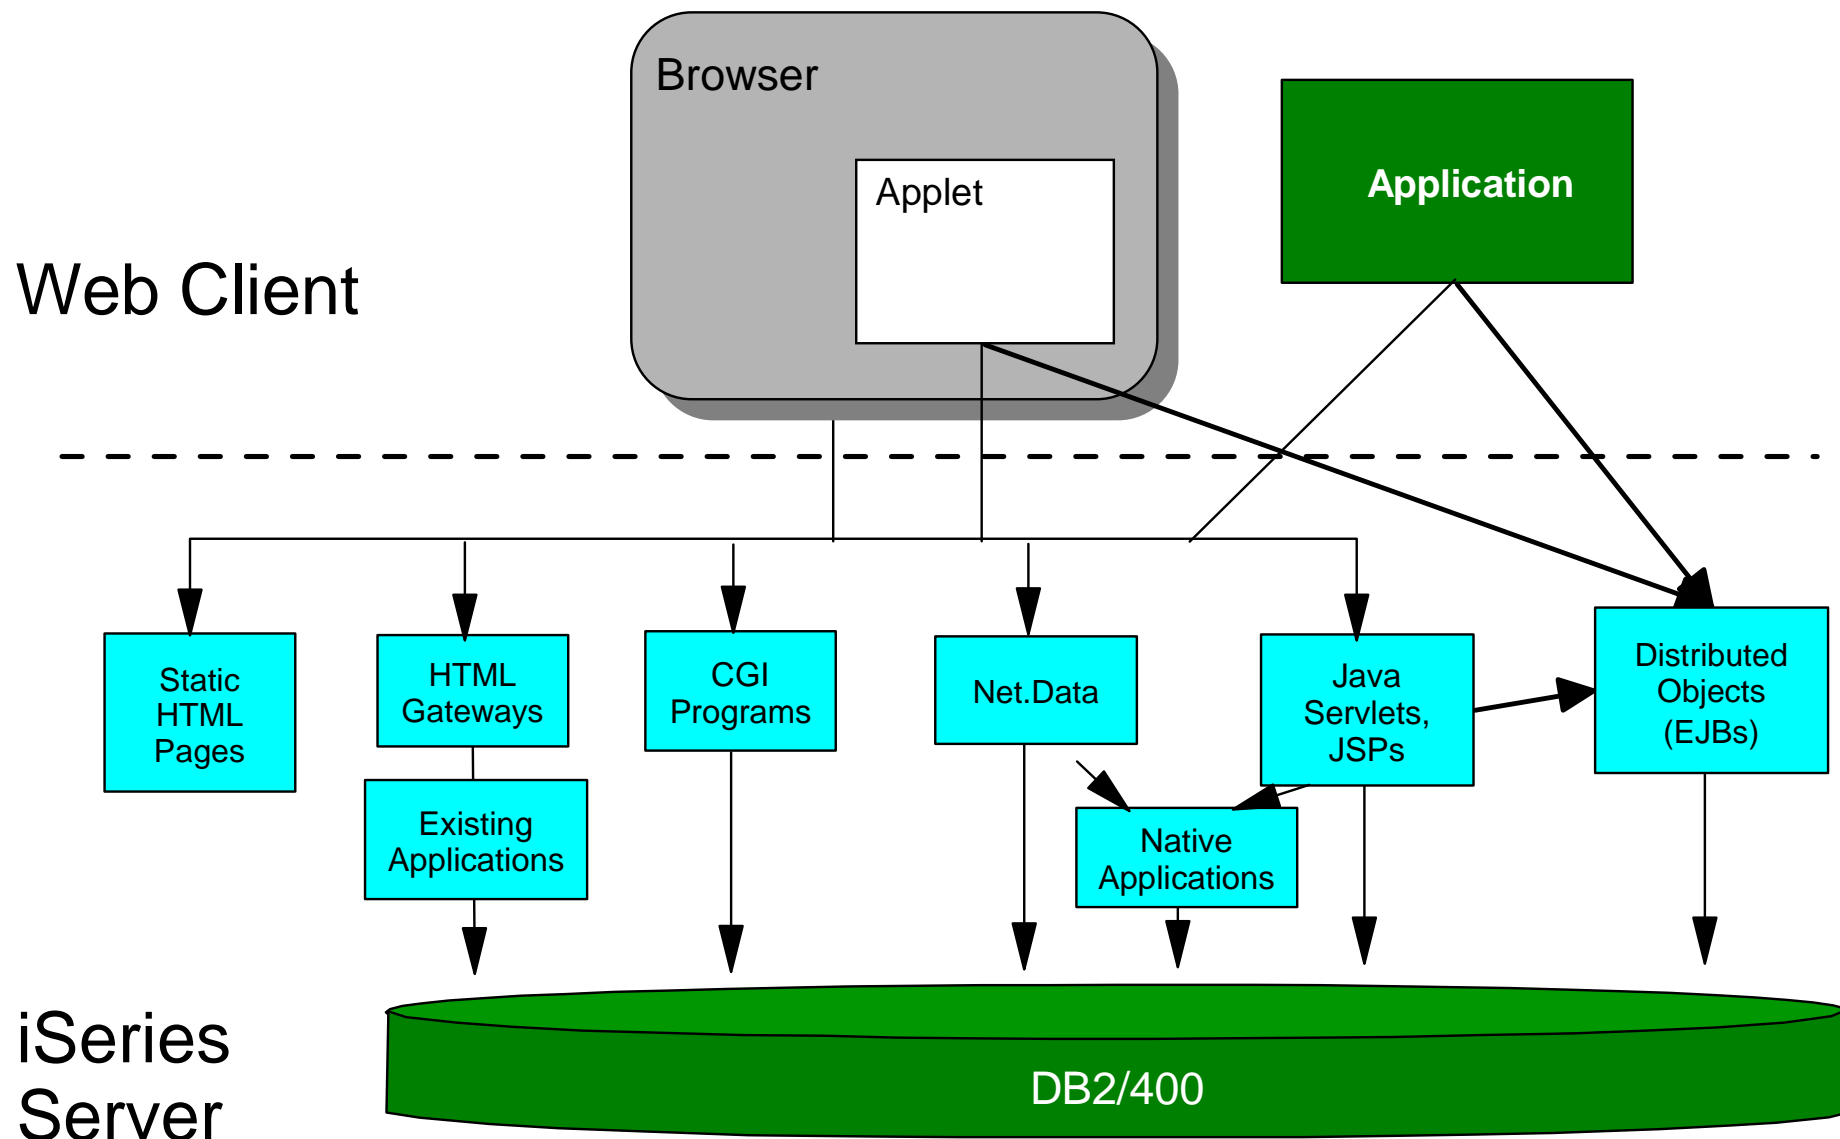 Browser
Applet
Application
Web Client
Static
HTML
Pages
HTML
Gateways
CGI
Programs
Net.Data
Java
Servlets,
JSPs
Distributed
Objects
(EJBs)
Existing
Applications
Native
Applications
iSeries
Server
DB2/400